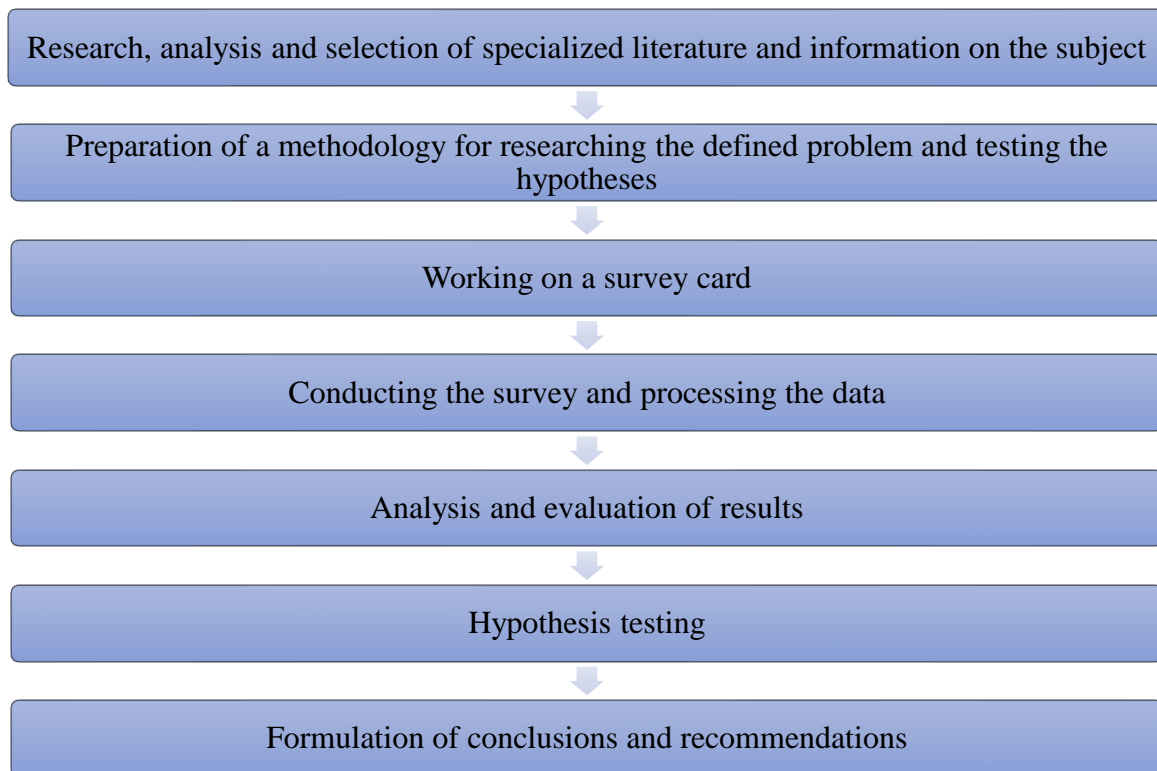 Research, analysis and selection of specialized literature and information on the subject
Preparation of a methodology for researching the defined problem and testing the
hypotheses
Working on a survey card
Conducting the survey and processing the data
Analysis and evaluation of results
Hypothesis testing
Formulation of conclusions and recommendations